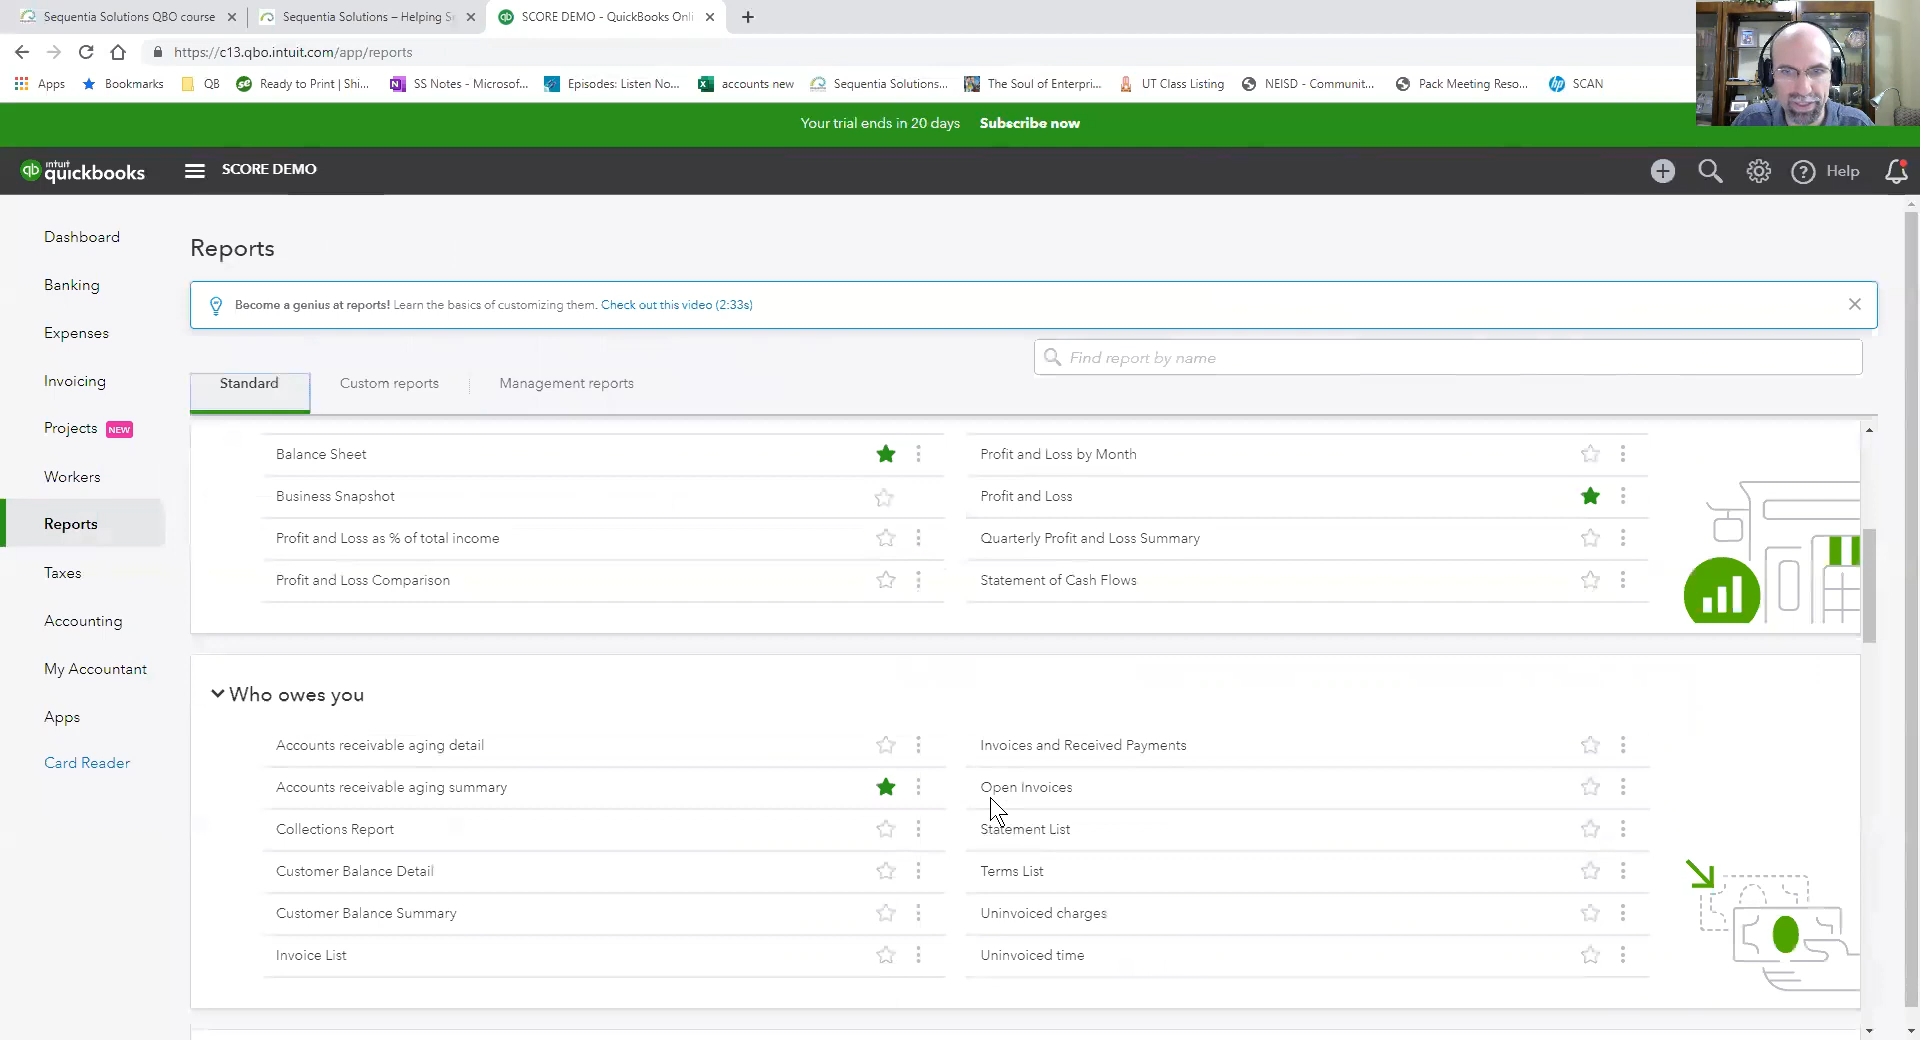 Sequentia Solutions QBO course
Sequentia Solutions – Helping S
SCORE DEMO - QuickBooks Onli
https://c13.qbo.intuit.com/app/reports
Apps
Bookmarks
QB
Ready to Print | Shi...
SS Notes - Microsof...
Episodes: Listen No...
accounts new
Sequentia Solutions...
The Soul of Enterpri...
UT Class Listing
NEISD - Communit...
Pack Meeting Reso...
SCAN
Your trial ends in 20 days Subscribe now
intuit
quickbooks
SCORE DEMO
Help
Dashboard
Banking
Expenses
Invoicing
Projects NEW
Workers
Reports
Taxes
Accounting
My Accountant
Apps
Card Reader
Reports
Become a genius at reports! Learn the basics of customizing them. Check out this video (2:33s)
Find report by name
Standard
Custom reports
Management reports
Balance Sheet
Business Snapshot
Profit and Loss as % of total income
Profit and Loss Comparison
Profit and Loss by Month
Profit and Loss
Quarterly Profit and Loss Summary
Statement of Cash Flows
Who owes you
Accounts receivable aging detail
Accounts receivable aging summary
Collections Report
Customer Balance Detail
Customer Balance Summary
Invoice List
Invoices and Received Payments
Open Invoices
Statement List
Terms List
Uninvoiced charges
Uninvoiced time